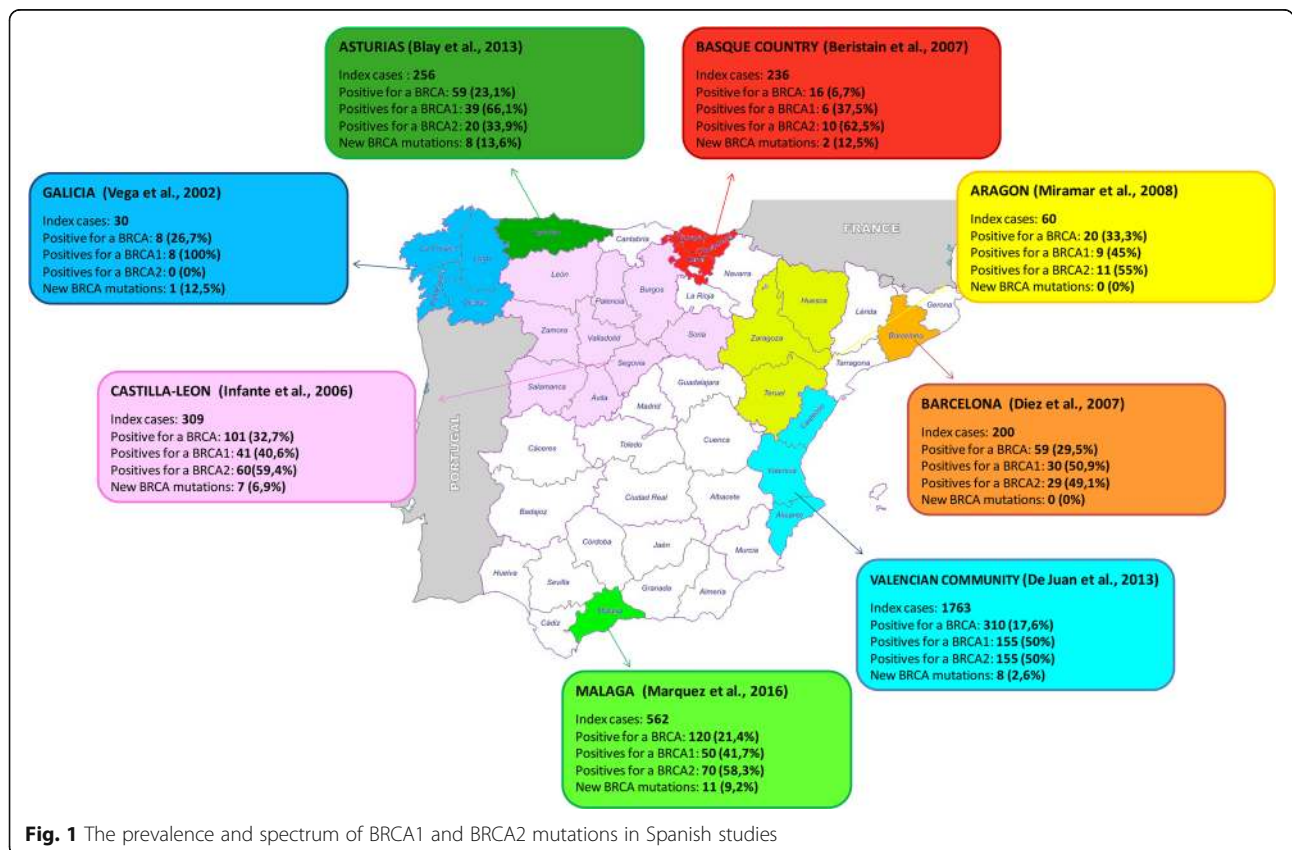 ASTURIAS (Blay et al., 2013)
Index cases : 256
Positive for a BRCA: 59 (23,1%)
Positives for a BRCA1: 39 (66,1%)
Positives for a BRCA2: 20 (33,9%)
New BRCA mutations: 8 (13,6%)
BASQUE COUNTRY (Beristain et al., 2007)
Index cases: 236
Positive for a BRCA: 16 (6,7%)
Positives for a BRCA1: 6 (37,5%)
Positives for a BRCA2: 10 (62,5%)
New BRCA mutations: 2 (12,5%)
GALICIA (Vega et al., 2002)
Index cases: 30
Positive for a BRCA: 8 (26,7%)
Positives for a BRCA1: 8 (100%)
Positives for a BRCA2: 0 (0%)
New BRCA mutations: 1 (12,5%)
ARAGON (Miramar et al., 2008)
Index cases: 60
Positive for a BRCA: 20 (33,3%)
Positives for a BRCA1: 9 (45%)
Positives for a BRCA2: 11 (55%)
New BRCA mutations: 0 (0%)
CASTILLA-LEON (Infante et al., 2006)
Index cases: 309
Positive for a BRCA: 101 (32,7%)
Positives for a BRCA1: 41 (40,6%)
Positives for a BRCA2: 60(59,4%)
New BRCA mutations: 7 (6,9%)
BARCELONA (Diez et al., 2007)
Index cases: 200
Positive for a BRCA: 59 (29,5%)
Positives for a BRCA1: 30 (50,9%)
Positives for a BRCA2: 29 (49,1%)
New BRCA mutations: 0 (0%)
VALENCIAN COMMUNITY (De Juan et al., 2013)
Index cases: 1763
Positive for a BRCA: 310 (17,6%)
Positives for a BRCA1: 155 (50%)
Positives for a BRCA2: 155 (50%)
New BRCA mutations: 8 (2,6%)
MALAGA (Marquez et al., 2016)
Index cases: 562
Positive for a BRCA: 120 (21,4%)
Positives for a BRCA1: 50 (41,7%)
Positives for a BRCA2: 70 (58,3%)
New BRCA mutations: 11 (9,2%)
FRANCE
PORTUGAL
Cantabria
Navarra
León
Burgos
Palencia
La Rioja
Huesca
Lérida
Gerona
Zamora
Valladolid
Soria
Zaragoza
Barcelona
Segovia
Tarragona
Salamanca
Ávila
Guadalajara
Teruel
Madrid
Cáceres
Toledo
Cuenca
Valencia
Ciudad Real
Albacete
Badajoz
Alicante
Córdoba
Jaén
Murcia
Huelva
Sevilla
Granada
Almería
Málaga
Cádiz
Fig. 1 The prevalence and spectrum of BRCA1 and BRCA2 mutations in Spanish studies